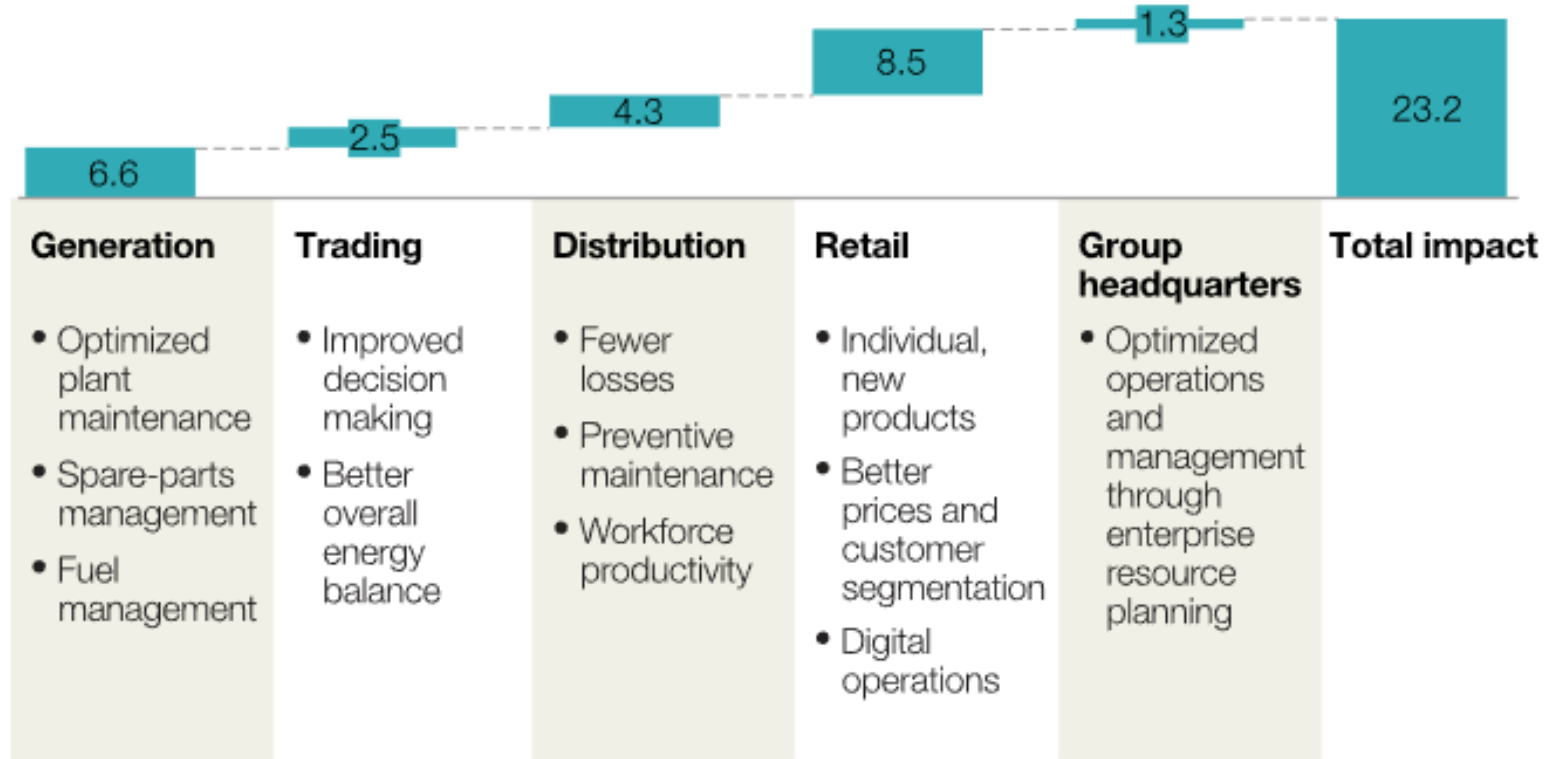 6.6
2.5
4.3
8.5
1.3
23.2
Generation
• Optimized
plant
maintenance
• Spare-parts
management
• Fuel
management
Trading
• Improved
decision
making
• Better
overall
energy
balance
Distribution
• Fewer
losses
• Preventive
maintenance
• Workforce
productivity
Retail
• Individual,
new
products
• Better
prices and
customer
segmentation
• Digital
operations
Group
headquarters
• Optimized
operations
and
management
through
enterprise
resource
planning
Total impact